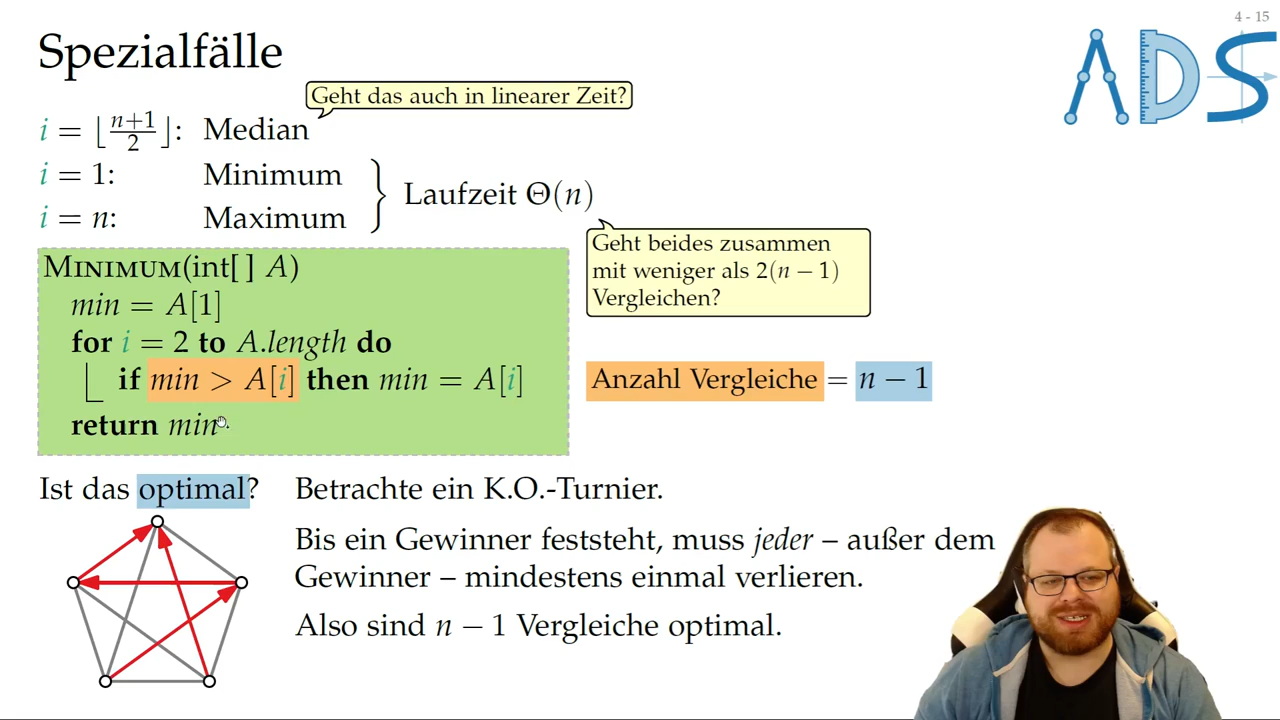 4 - 15
Spezialfälle
ADS
Geht das auch in linearer Zeit?
i = ⌊(n+1)/2⌋: Median
i = 1: Minimum
i = n: Maximum
Laufzeit Θ(n)
Geht beides zusammen
mit weniger als 2(n − 1)
Vergleichen?
MINIMUM(int[ ] A)
min = A[1]
for i = 2 to A.length do
if min > A[i] then min = A[i]
return min
Anzahl Vergleiche = n − 1
Ist das optimal? Betrachte ein K.O.-Turnier.
Bis ein Gewinner feststeht, muss jeder – außer dem
Gewinner – mindestens einmal verlieren.
Also sind n − 1 Vergleiche optimal.